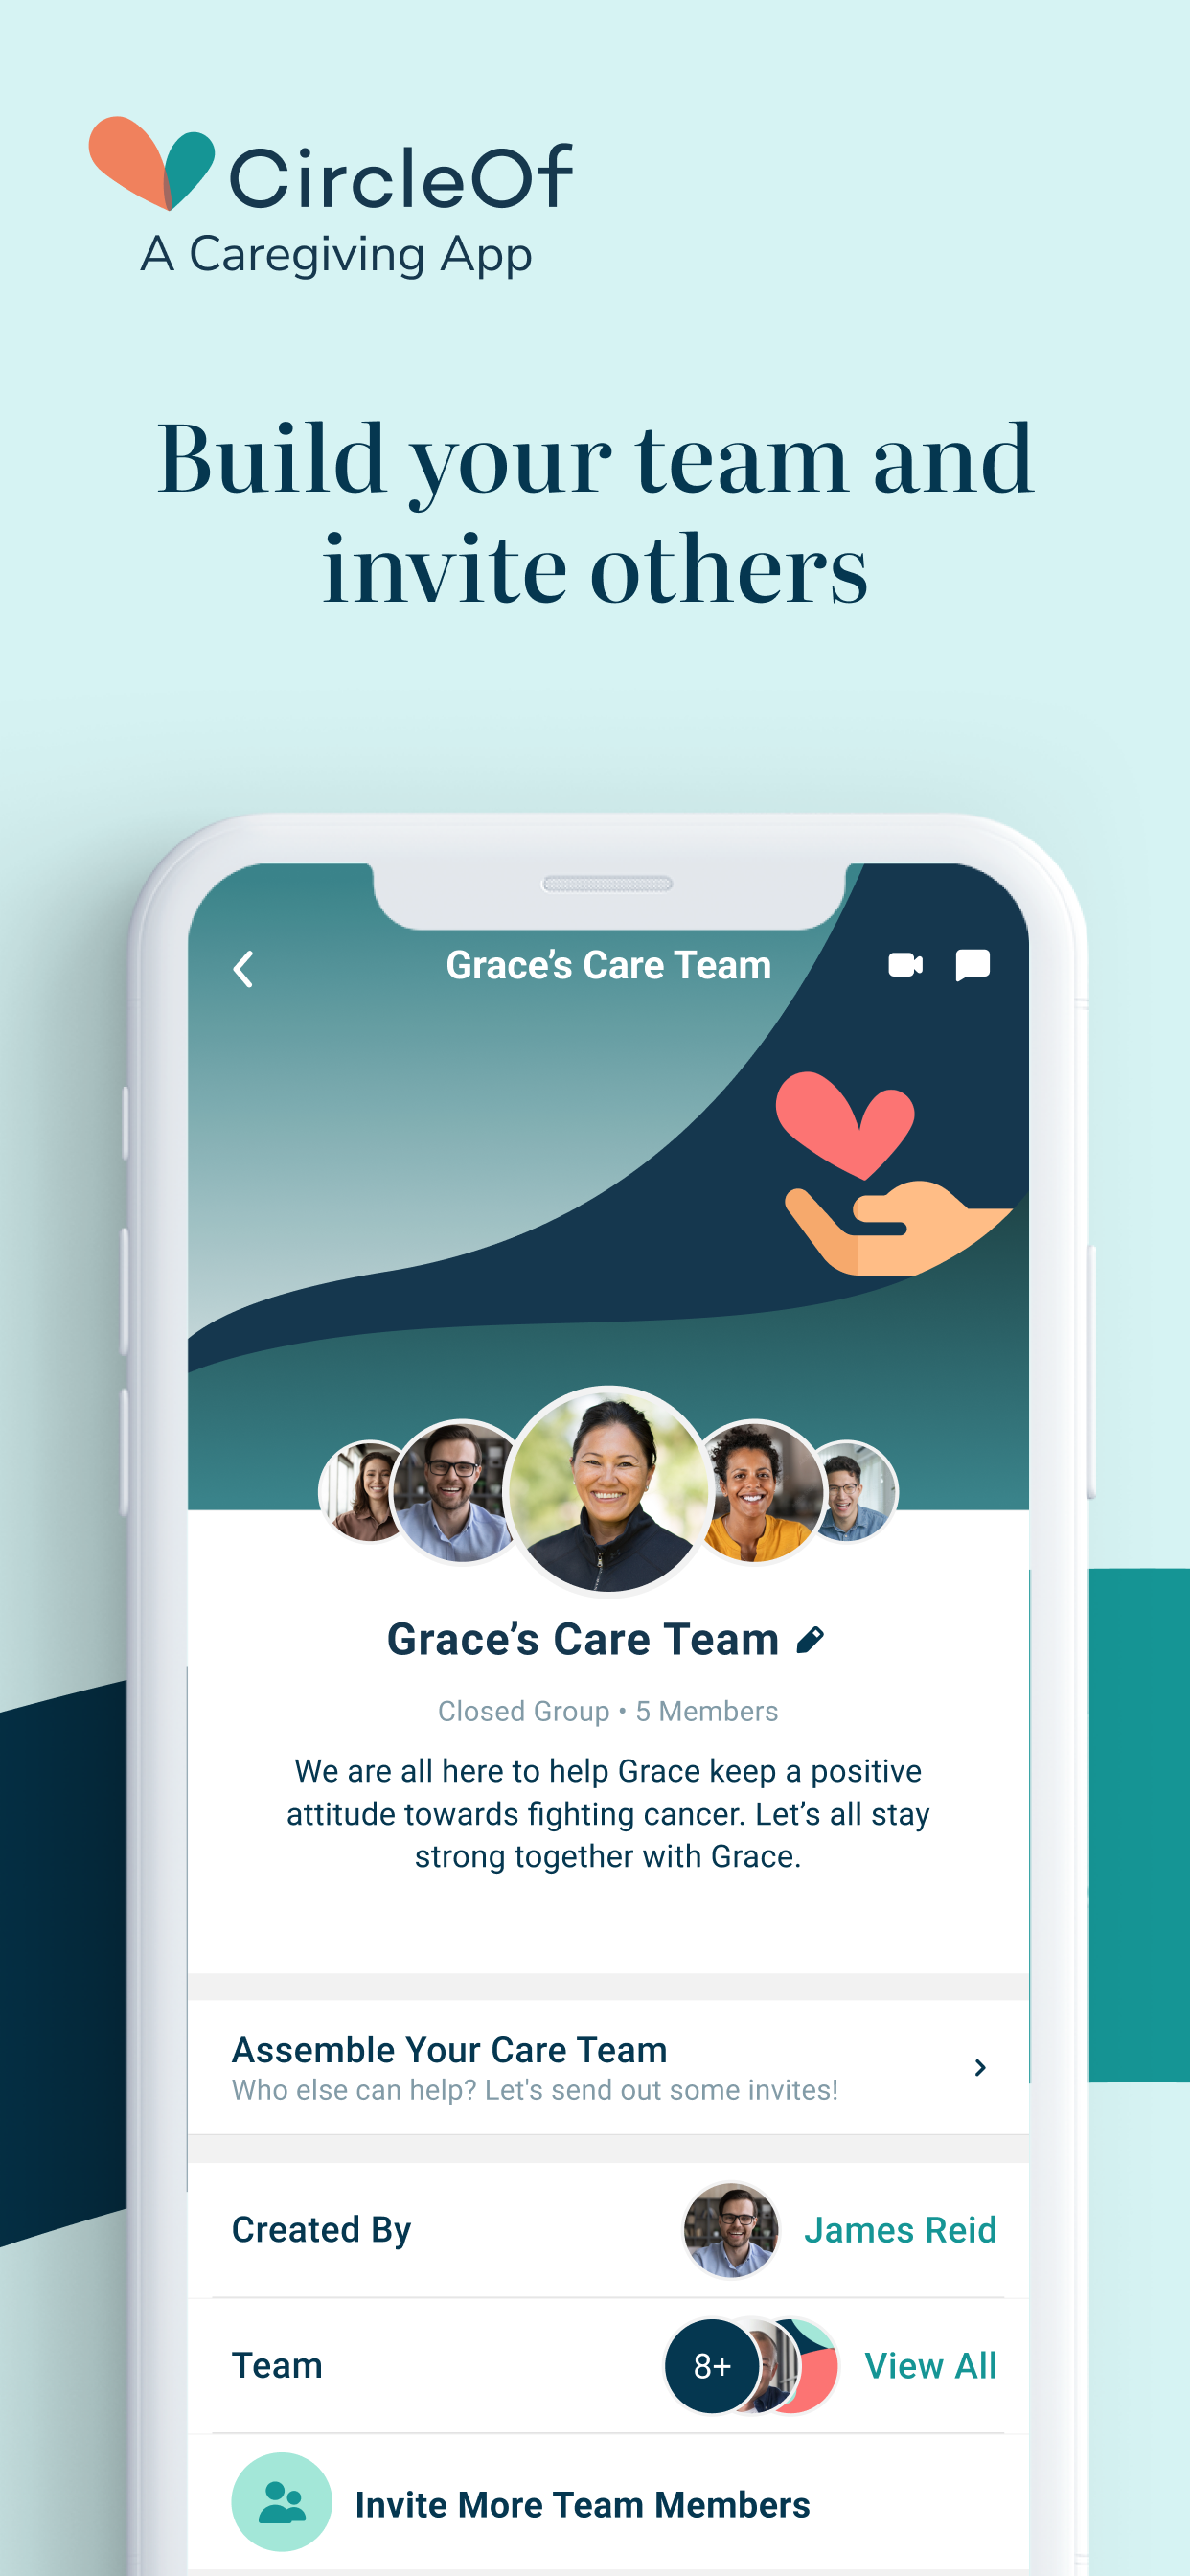 CircleOf
A Caregiving App
Build your team and
invite others
Grace’s Care Team
Grace’s Care Team
Closed Group • 5 Members
We are all here to help Grace keep a positive
attitude towards fighting cancer. Let’s all stay
strong together with Grace.
Assemble Your Care Team
Who else can help? Let's send out some invites!
Created By James Reid
Team 8+ View All
Invite More Team Members